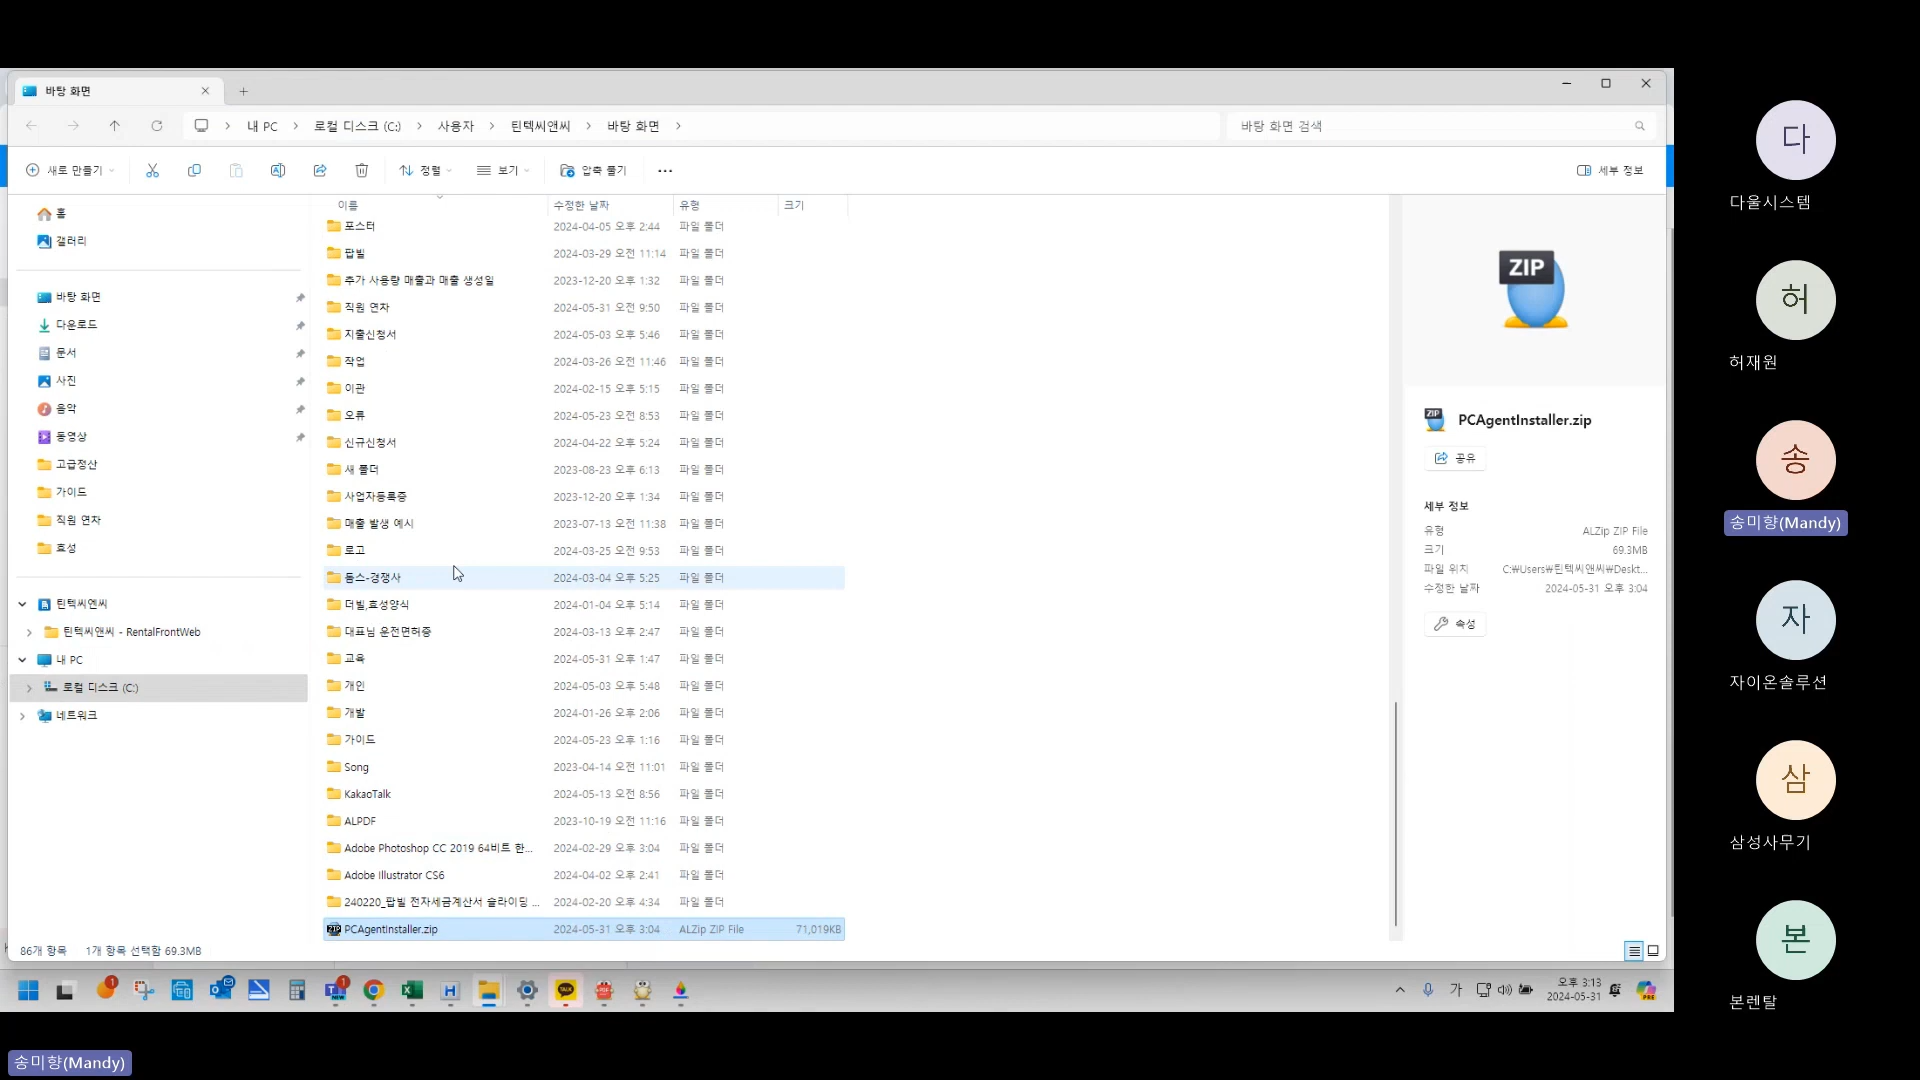 바탕 화면
내 PC > 로컬 디스크 (C:) > 사용자 > 틴텍씨앤씨 > 바탕 화면 >
바탕 화면 검색
새로 만들기
정렬
보기
압축 풀기
세부 정보
홈
갤러리
바탕 화면
다운로드
문서
사진
음악
동영상
고급정산
가이드
직원 연차
효성
틴텍씨엔씨
틴텍씨앤씨 - RentalFrontWeb
내 PC
로컬 디스크 (C:)
네트워크
이름 수정한 날짜 유형 크기
포스터 2024-04-05 오후 2:44 파일 폴더
팝빌 2024-03-29 오전 11:14 파일 폴더
추가 사용량 매출과 매출 생성일 2023-12-20 오후 1:32 파일 폴더
직원 연차 2024-05-31 오전 9:50 파일 폴더
지출신청서 2024-05-03 오후 5:46 파일 폴더
작업 2024-03-26 오전 11:46 파일 폴더
이관 2024-02-15 오후 5:15 파일 폴더
오류 2024-05-23 오전 8:53 파일 폴더
신규신청서 2024-04-22 오후 5:24 파일 폴더
새 폴더 2023-08-23 오후 6:13 파일 폴더
사업자등록증 2023-12-20 오후 1:34 파일 폴더
매출 발생 예시 2023-07-13 오전 11:38 파일 폴더
로고 2024-03-25 오전 9:53 파일 폴더
돔스-경쟁사 2024-03-04 오후 5:25 파일 폴더
더빌,효성양식 2024-01-04 오후 5:14 파일 폴더
대표님 운전면허증 2024-03-13 오후 2:47 파일 폴더
교육 2024-05-31 오후 1:47 파일 폴더
개인 2024-05-03 오후 5:48 파일 폴더
개발 2024-01-26 오후 2:06 파일 폴더
가이드 2024-05-23 오후 1:16 파일 폴더
Song 2023-04-14 오전 11:01 파일 폴더
KakaoTalk 2024-05-13 오전 8:56 파일 폴더
ALPDF 2023-10-19 오전 11:16 파일 폴더
Adobe Photoshop CC 2019 64비트 한... 2024-02-29 오후 3:04 파일 폴더
Adobe Illustrator CS6 2024-04-02 오후 2:41 파일 폴더
240220_팝빌 전자세금계산서 슬라이딩 ... 2024-02-20 오후 4:34 파일 폴더
PCAgentInstaller.zip 2024-05-31 오후 3:04 ALZip ZIP File 71,019KB
ZIP
ZIP
PCAgentInstaller.zip
공유
세부 정보
유형 ALZip ZIP File
크기 69.3MB
파일 위치 C:₩Users₩틴텍씨앤씨₩Deskt...
수정한 날짜 2024-05-31 오후 3:04
속성
86개 항목 1개 항목 선택함 69.3MB
가
오후 3:13
2024-05-31
다
다울시스템
허
허재원
송
송미향(Mandy)
자
자이온솔루션
삼
삼성사무기
본
본렌탈
송미향(Mandy)